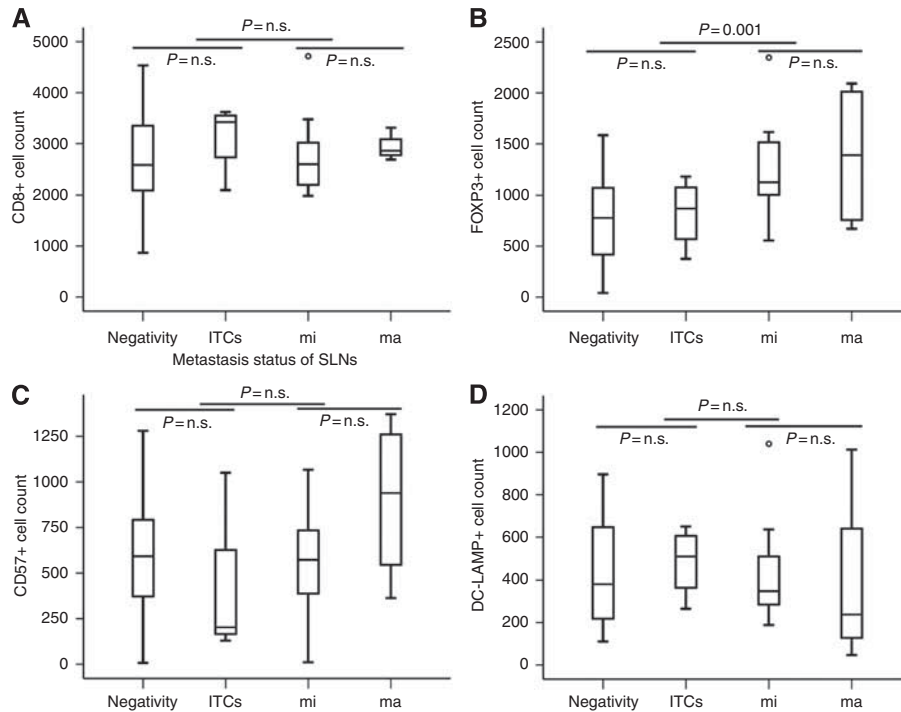 A
P = n.s.
P = n.s.
P = n.s.
CD8+ cell count
5000
4000
3000
2000
1000
0
Negativity ITCs mi ma
Metastasis status of SLNs
B
P = 0.001
P = n.s.
P = n.s.
FOXP3+ cell count
2500
2000
1500
1000
500
0
Negativity ITCs mi ma
C
P = n.s.
P = n.s.
P = n.s.
CD57+ cell count
1250
1000
750
500
250
0
Negativity ITCs mi ma
D
P = n.s.
P = n.s.
P = n.s.
DC-LAMP+ cell count
1200
1000
800
600
400
200
0
Negativity ITCs mi ma